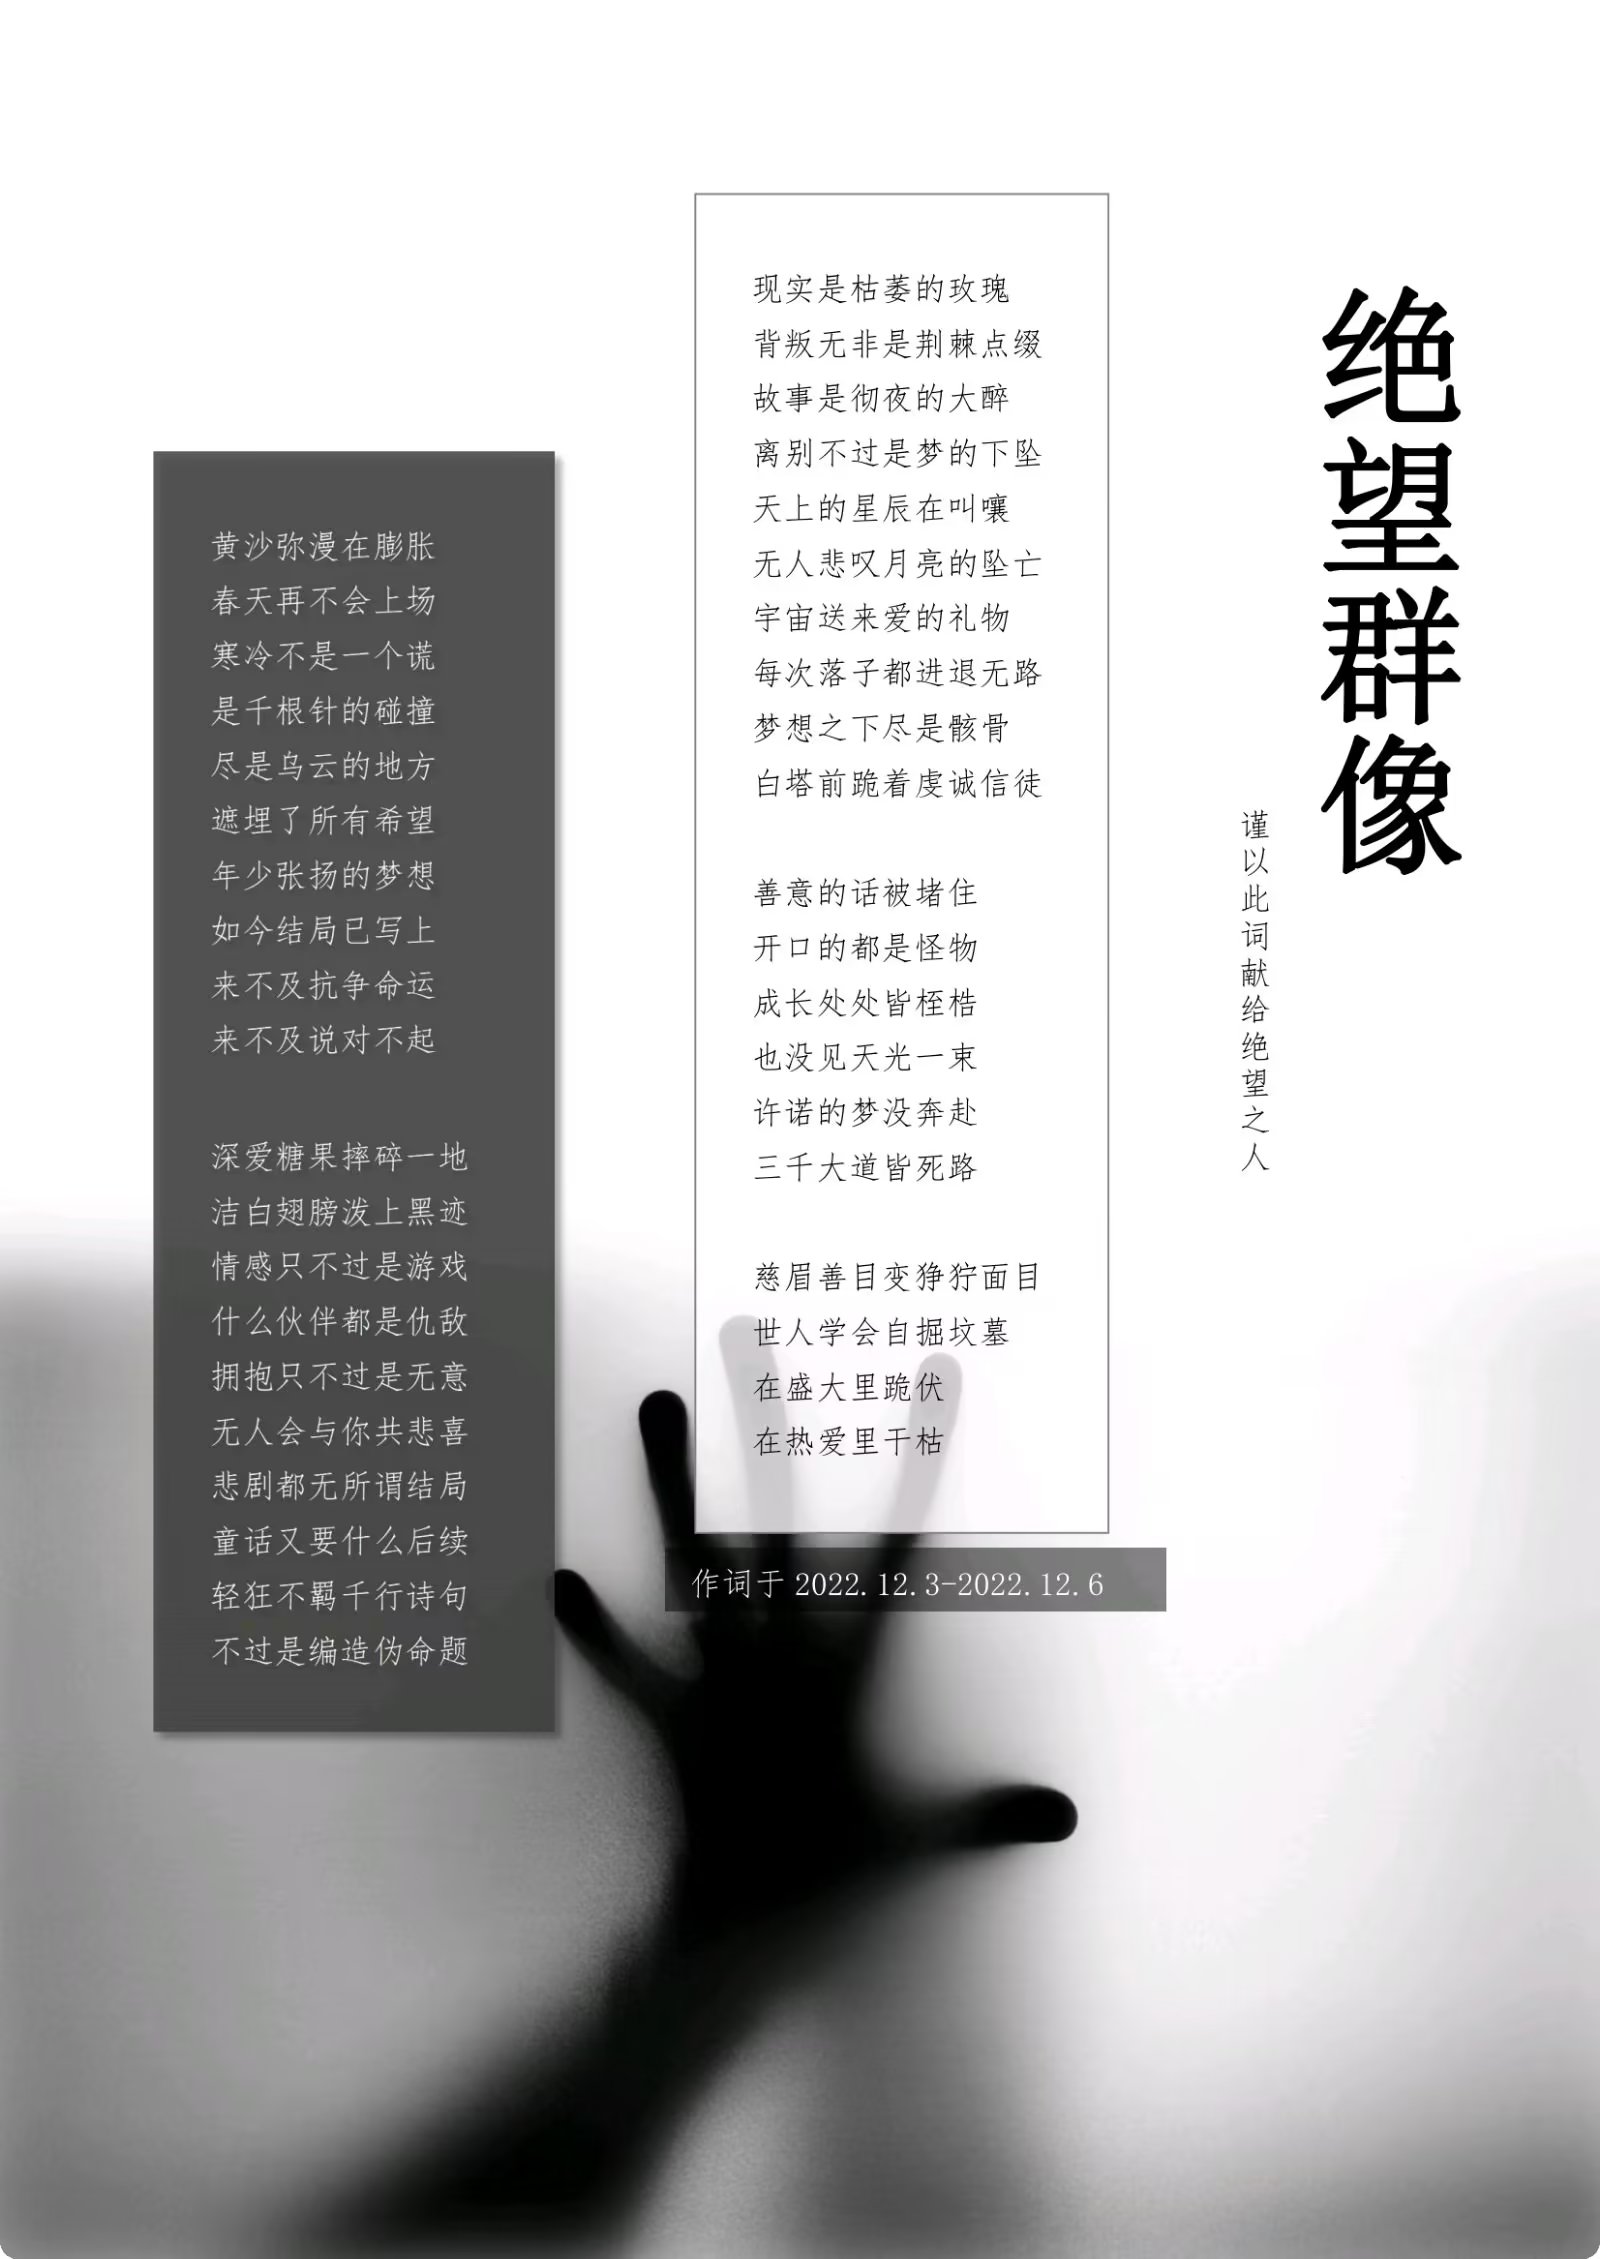 绝望群像
谨以此词献给绝望之人
现实是枯萎的玫瑰
背叛无非是荆棘点缀
故事是彻夜的大醉
离别不过是梦的下坠
天上的星辰在叫嚷
无人悲叹月亮的坠亡
宇宙送来爱的礼物
每次落子都进退无路
梦想之下尽是骸骨
白塔前跪着虔诚信徒
善意的话被堵住
开口的都是怪物
成长处处皆桎梏
也没见天光一束
许诺的梦没奔赴
三千大道皆死路
慈眉善目变狰狞面目
世人学会自掘坟墓
在盛大里跪伏
在热爱里干枯
作词于 2022.12.3-2022.12.6
黄沙弥漫在膨胀
春天再不会上场
寒冷不是一个谎
是千根针的碰撞
尽是乌云的地方
遮埋了所有希望
年少张扬的梦想
如今结局已写上
来不及抗争命运
来不及说对不起
深爱糖果摔碎一地
洁白翅膀泼上黑迹
情感只不过是游戏
什么伙伴都是仇敌
拥抱只不过是无意
无人会与你共悲喜
悲剧都无所谓结局
童话又要什么后续
轻狂不羁千行诗句
不过是编造伪命题